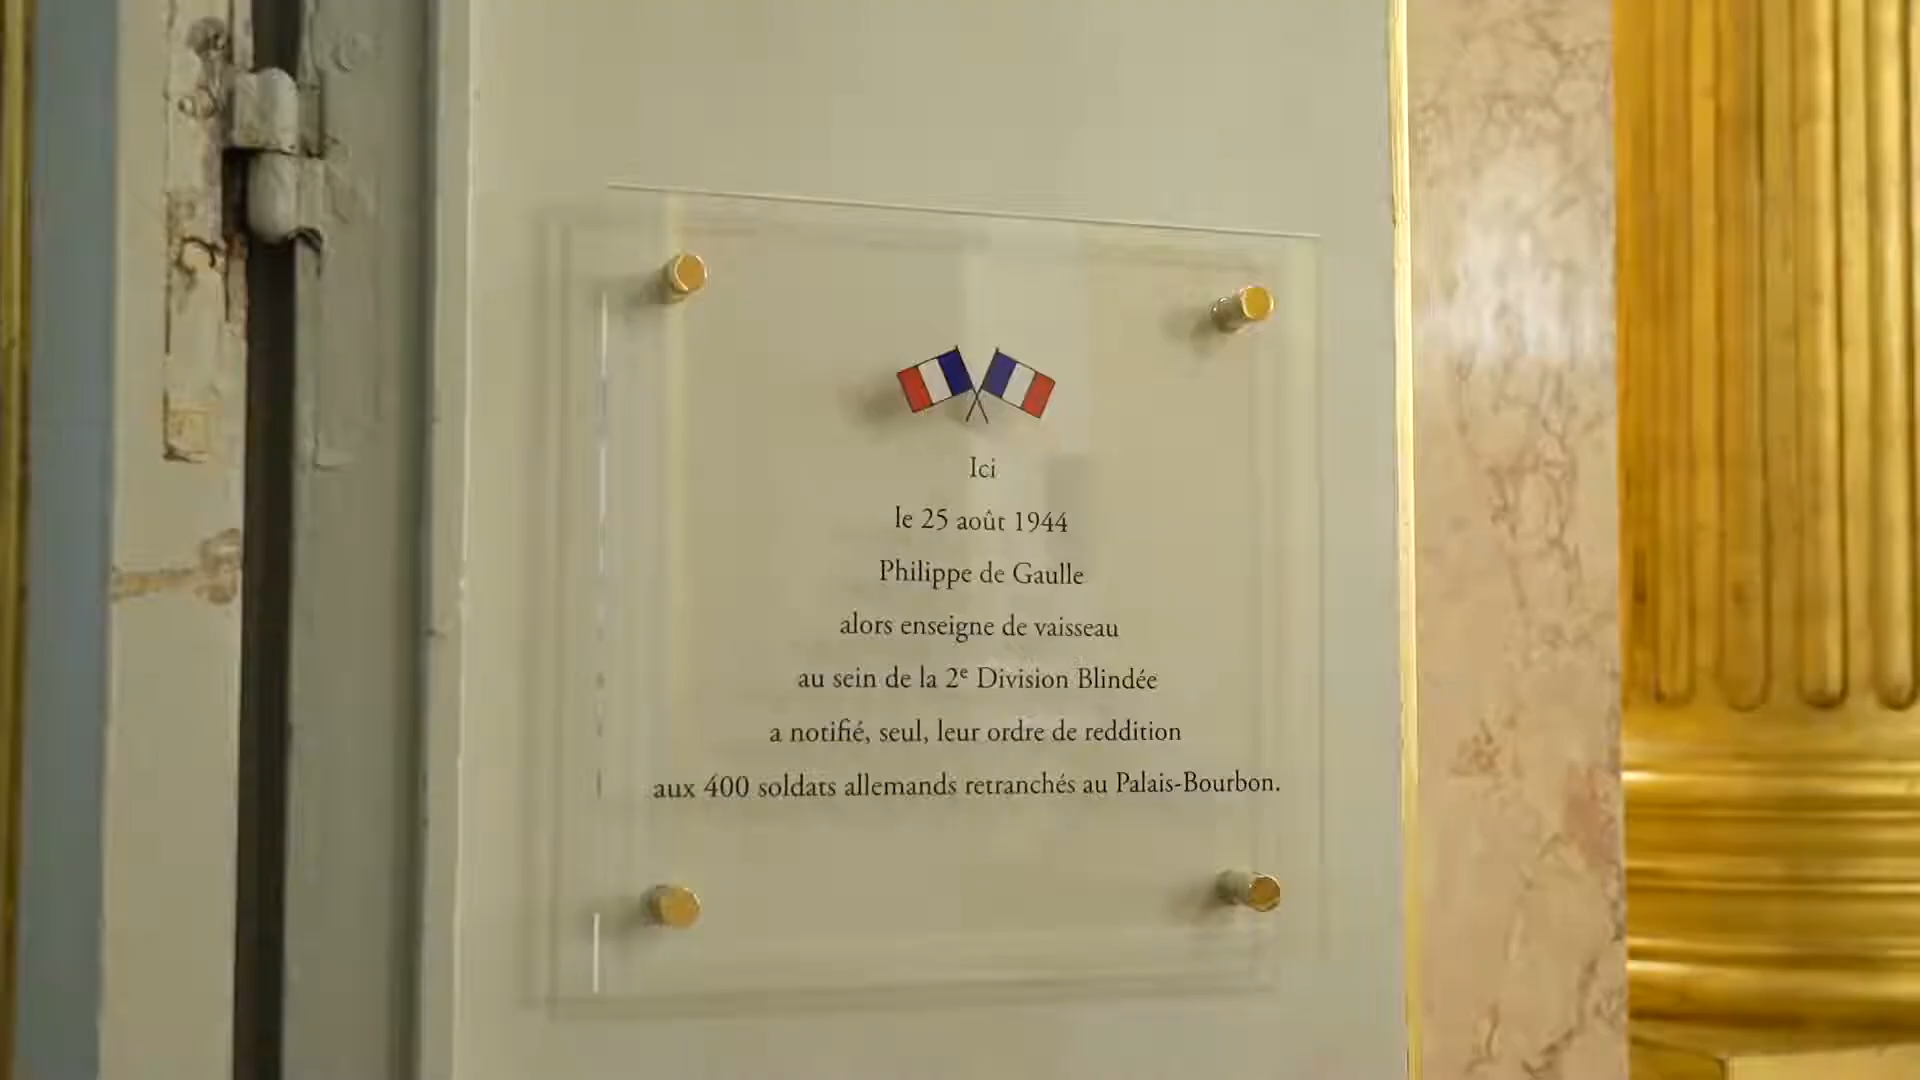 Ici
le 25 août 1944
Philippe de Gaulle
alors enseigne de vaisseau
au sein de la 2ᵉ Division Blindée
a notifié, seul, leur ordre de reddition
aux 400 soldats allemands retranchés au Palais-Bourbon.